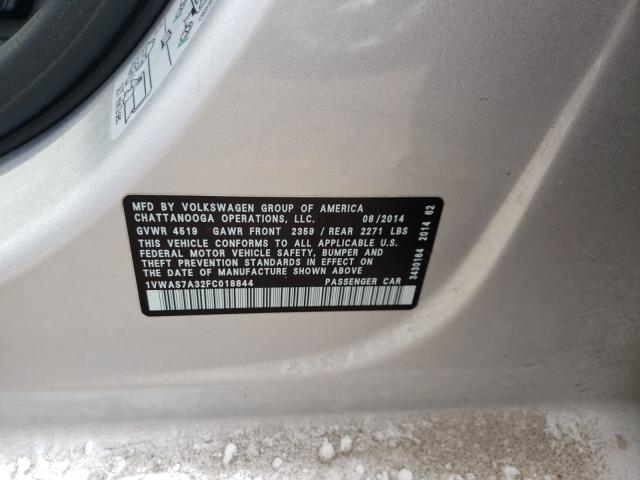 MFD BY VOLKSWAGEN GROUP OF AMERICA
CHATTANOOGA OPERATIONS, LLC. 08/2014
GVWR 4519 GAWR FRONT 2359 / REAR 2271 LBS
THIS VEHICLE CONFORMS TO ALL APPLICABLE U.S.
FEDERAL MOTOR VEHICLE SAFETY, BUMPER AND
THEFT PREVENTION STANDARDS IN EFFECT ON
THE DATE OF MANUFACTURE SHOWN ABOVE
1VWAS7A32FC018844 PASSENGER CAR
3430164 2014 62